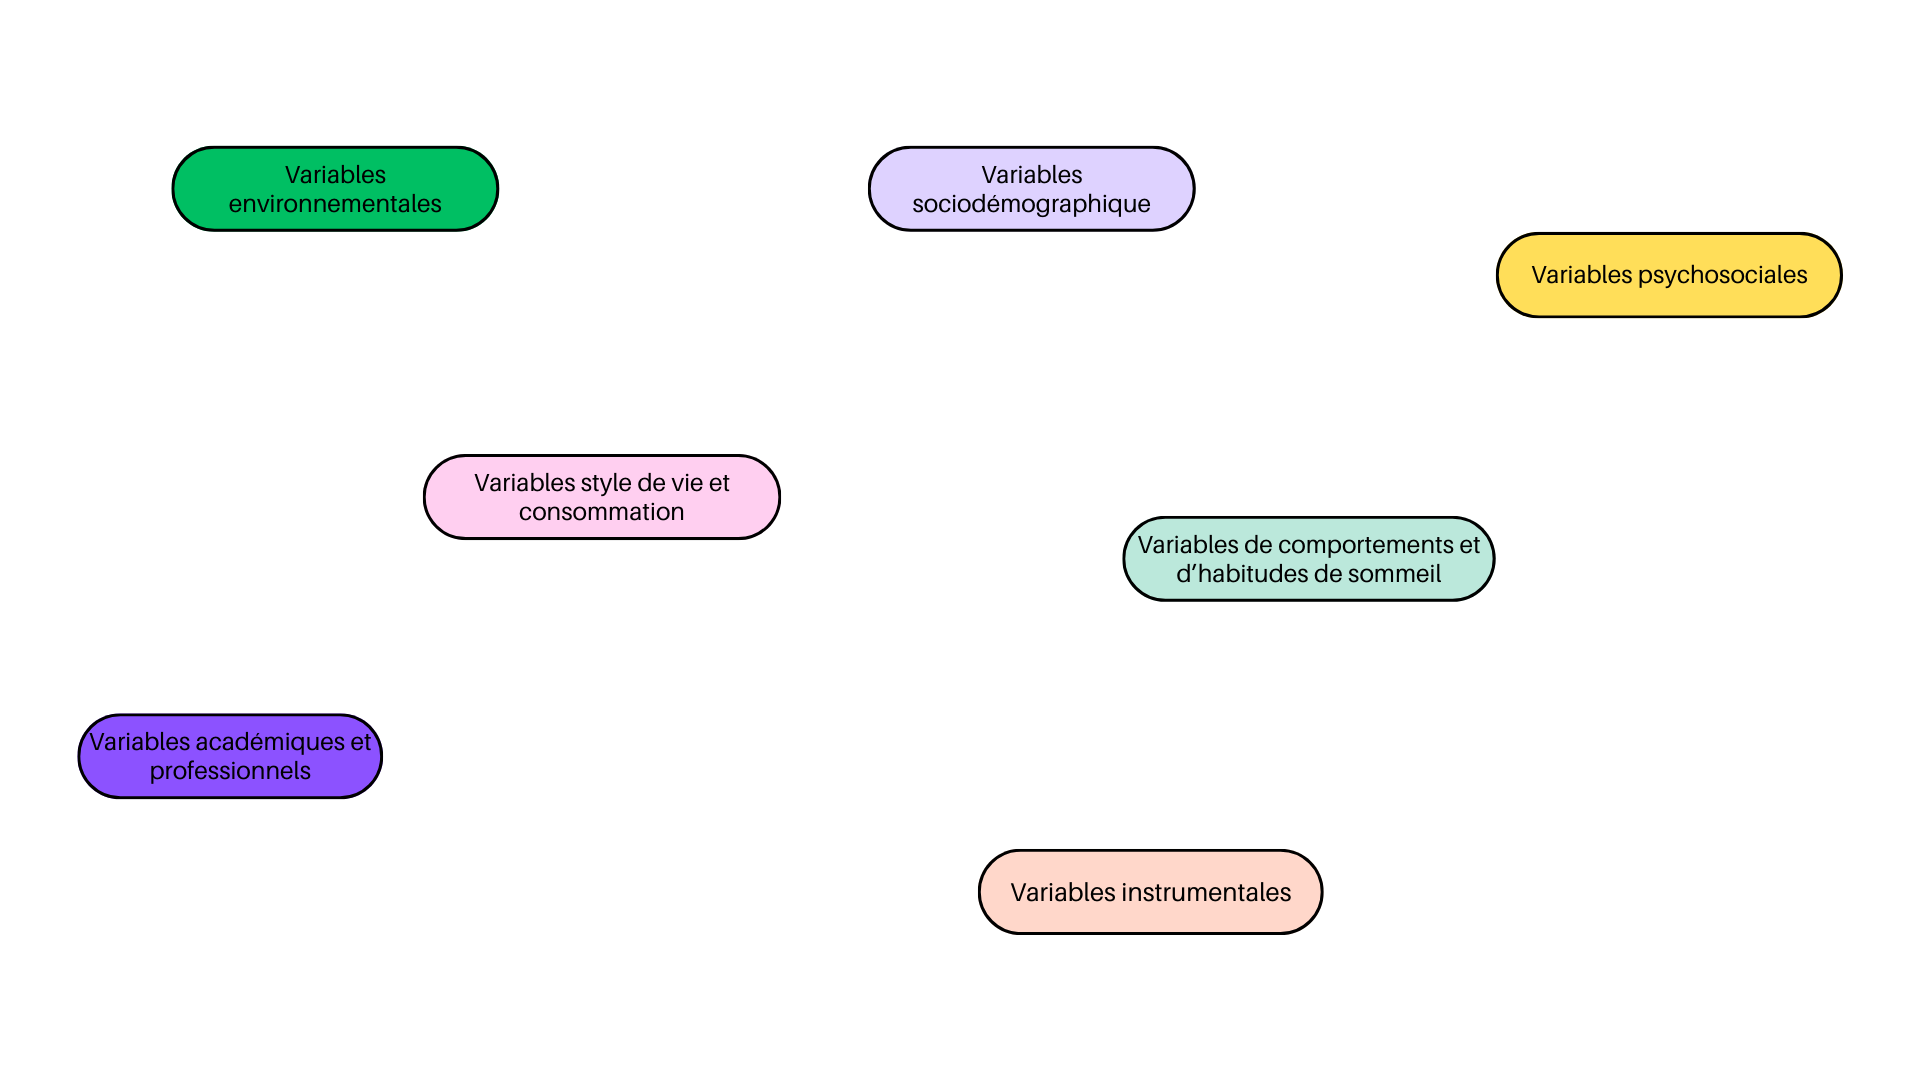 Variables
environnementales
Variables
sociodémographique
Variables psychosociales
Variables style de vie et
consommation
Variables de comportements et
d’habitudes de sommeil
Variables académiques et
professionnels
Variables instrumentales